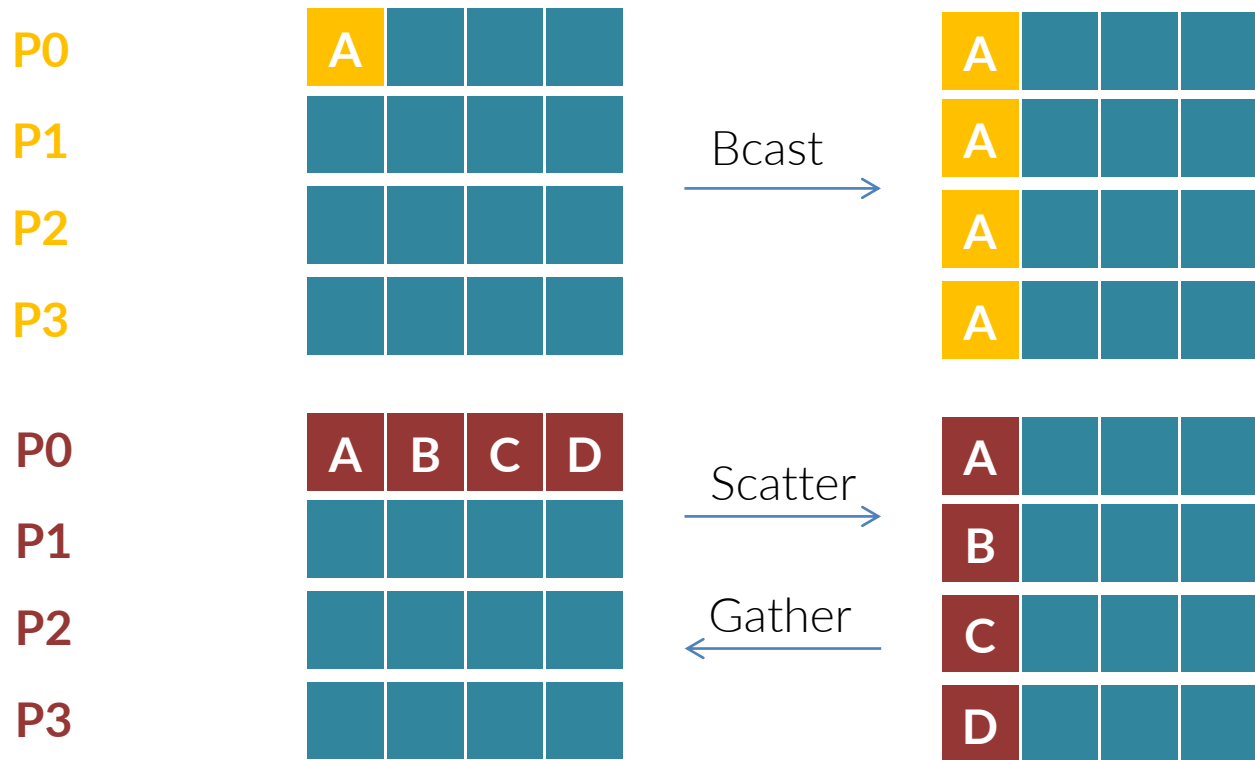 P0 A A
P1 A
Bcast
P2 A
P3 A
P0 A B C D A
Scatter
P1 B
Gather
P2 C
P3 D